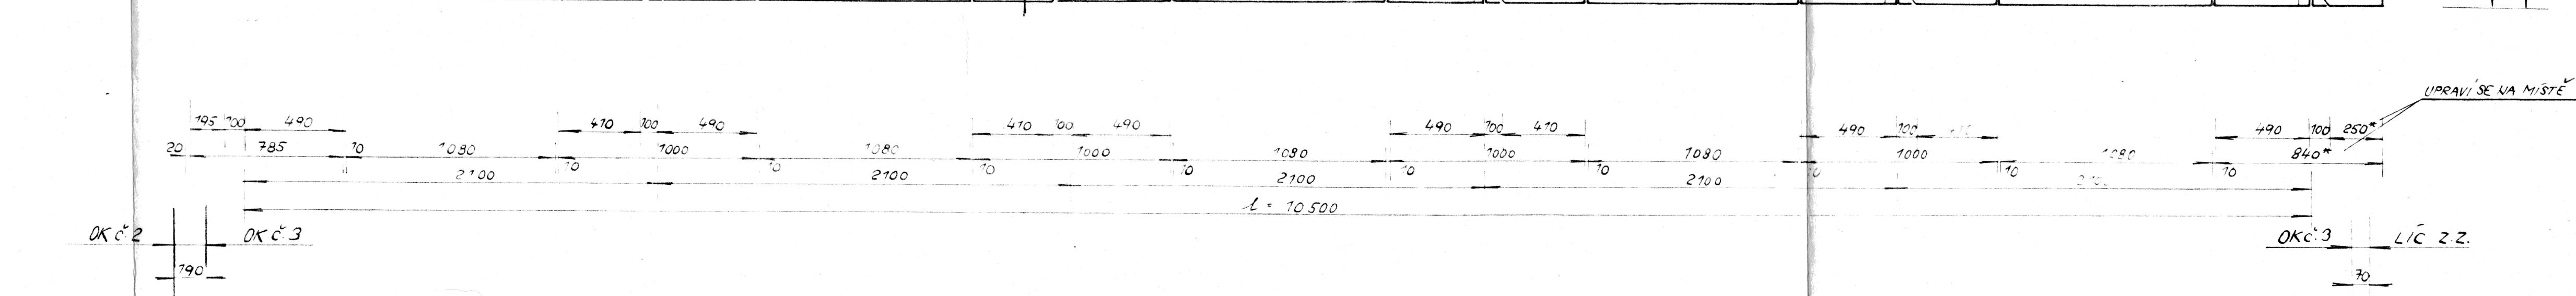 UPRAVÍ SE NA MÍSTĚ
195 100 490 410 100 490 410 100 490 490 100 410 490 100 490 100 250*
20 785 10 1080 1000 1080 1000 1080 1000 1080 1000 1080 840*
10 10 10 10 10 10 10 10 10
2100 2100 2100 2100
l = 10 500
OK Č. 2 OK Č. 3 OK Č. 3 LÍC Z.Z.
190 70